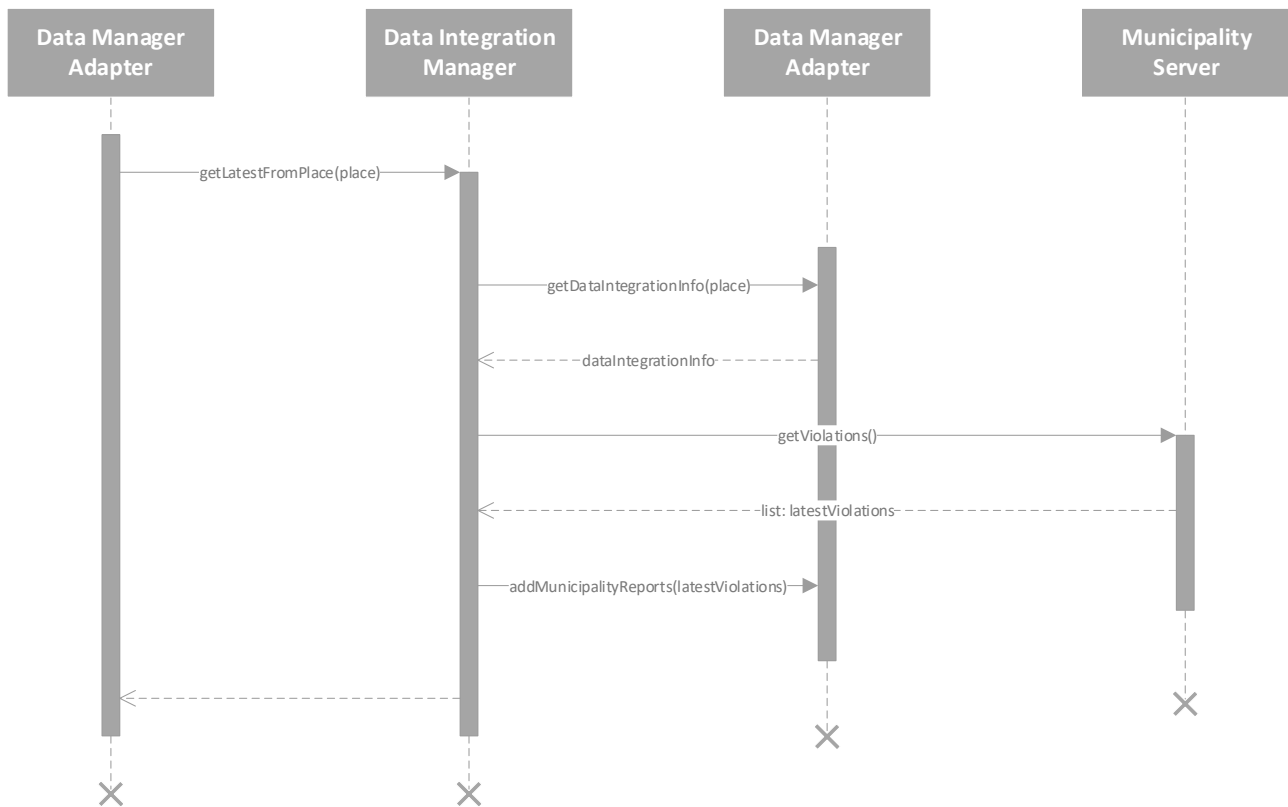 Data Manager
Adapter
Data Integration
Manager
Data Manager
Adapter
Municipality
Server
getLatestFromPlace(place)
getDataIntegrationInfo(place)
dataIntegrationInfo
getViolations()
list: latestViolations
addMunicipalityReports(latestViolations)